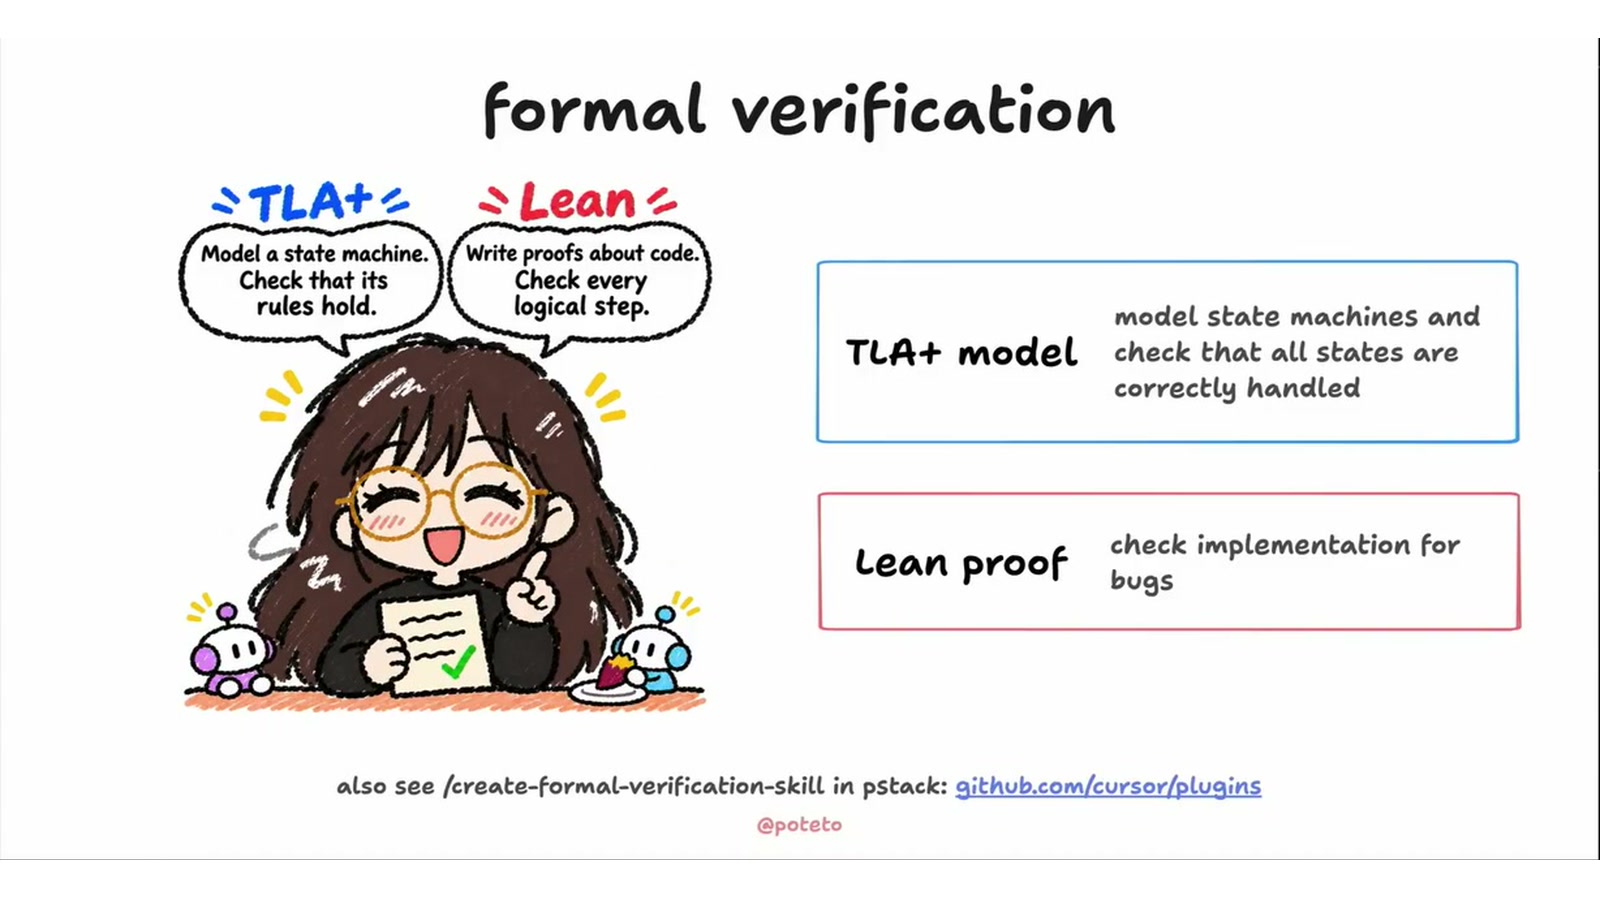 formal verification
TLA+
Model a state machine.
Check that its
rules hold.
Lean
Write proofs about code.
Check every
logical step.
TLA+ model
model state machines and
check that all states are
correctly handled
Lean proof
check implementation for
bugs
also see /create-formal-verification-skill in pstack: github.com/cursor/plugins
@poteto